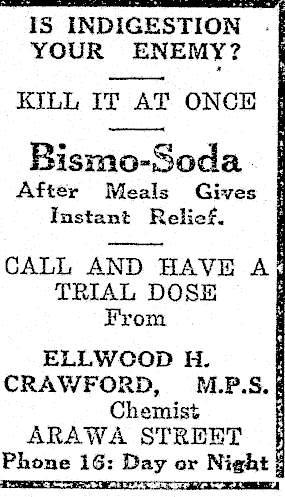 IS INDIGESTION
YOUR ENEMY?
KILL IT AT ONCE
Bismo-Soda
After Meals Gives
Instant Relief.
CALL AND HAVE A
TRIAL DOSE
From
ELLWOOD H.
CRAWFORD, M.P.S.
Chemist
ARAWA STREET
Phone 16: Day or Night